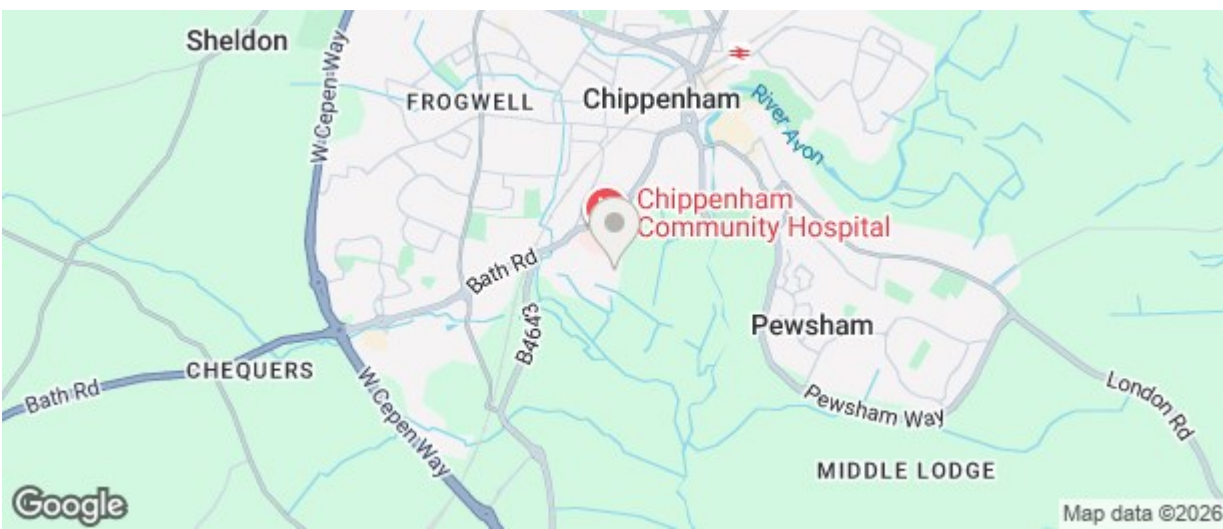 Sheldon
W Cepen Way
FROGWELL
Chippenham
River Avon
Chippenham
Community Hospital
Bath Rd
B4643
Pewsham
CHEQUERS
Bath Rd
W Cepen Way
Pewsham Way
London Rd
MIDDLE LODGE
Google
Map data ©2026